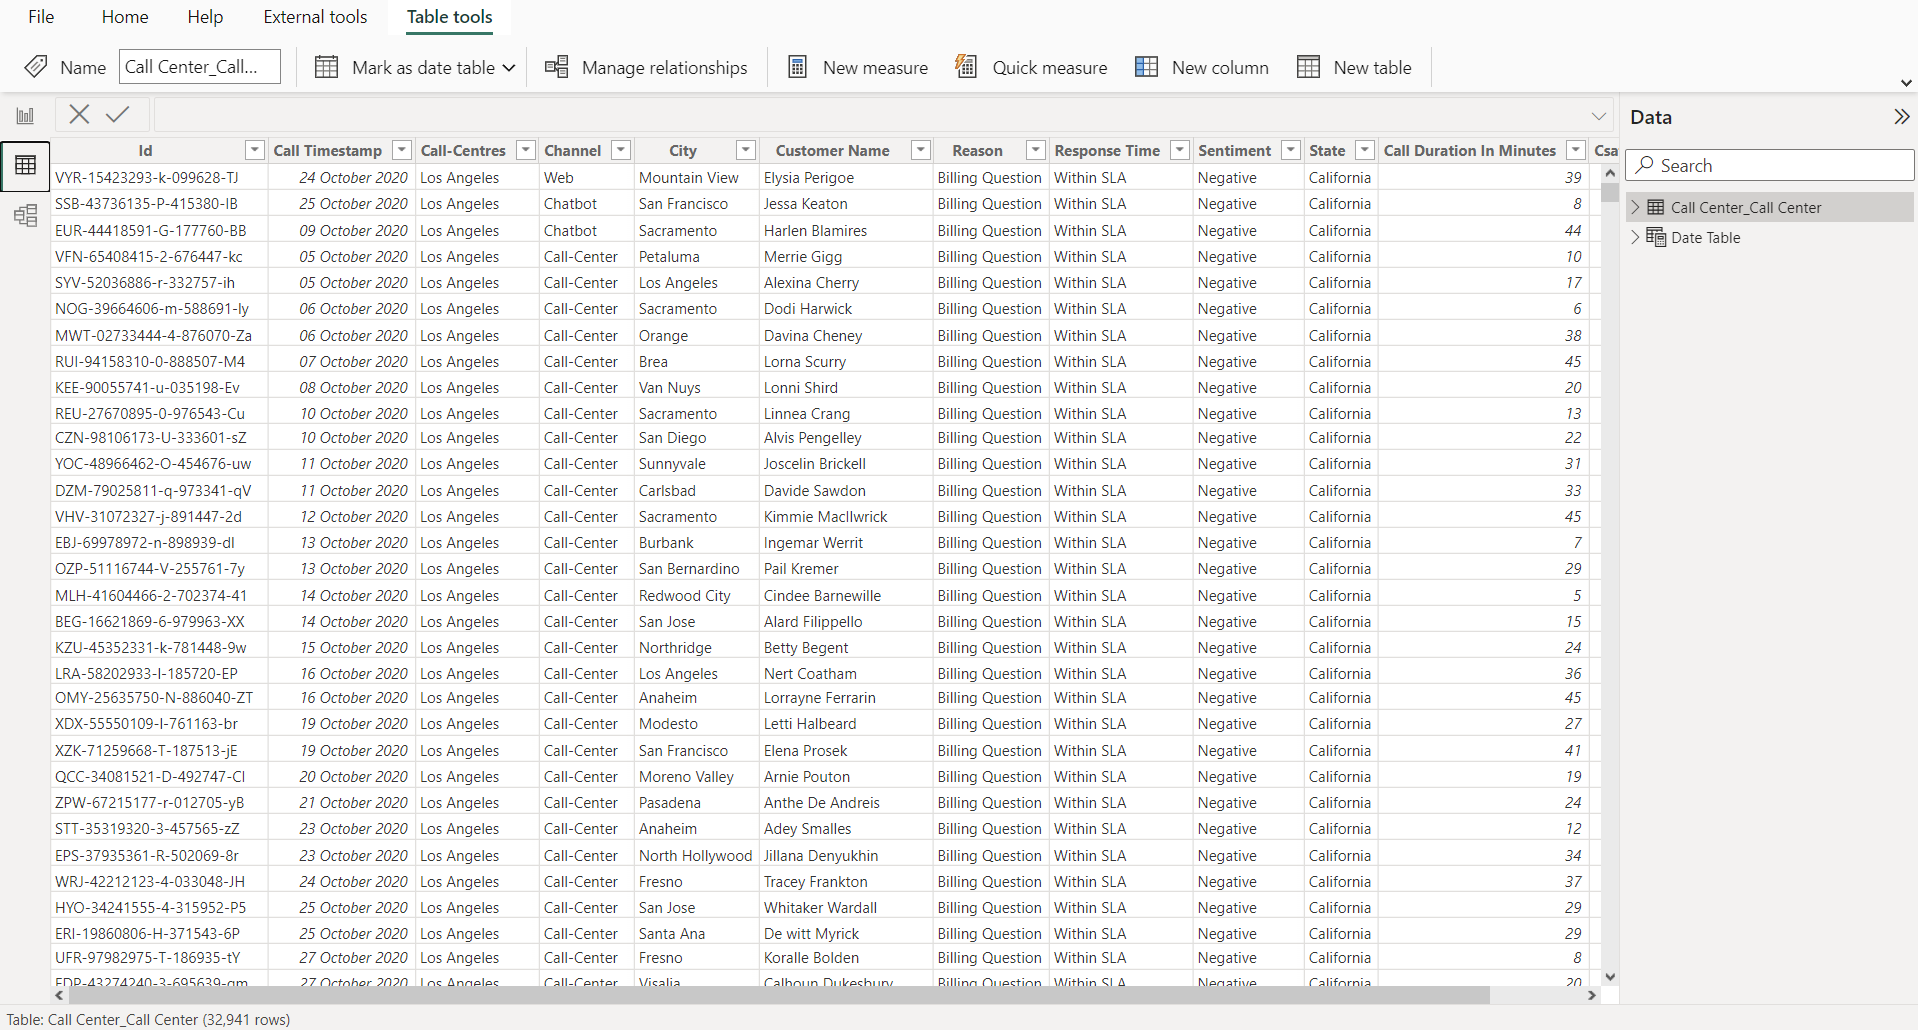 File Home Help External tools Table tools
Name Call Center_Call... Mark as date table Manage relationships New measure Quick measure New column New table
Data
Search
Call Center_Call Center
Date Table
Id Call Timestamp Call-Centres Channel City Customer Name Reason Response Time Sentiment State Call Duration In Minutes Csa
VYR-15423293-k-099628-TJ 24 October 2020 Los Angeles Web Mountain View Elysia Perigoe Billing Question Within SLA Negative California 39
SSB-43736135-P-415380-IB 25 October 2020 Los Angeles Chatbot San Francisco Jessa Keaton Billing Question Within SLA Negative California 8
EUR-44418591-G-177760-BB 09 October 2020 Los Angeles Chatbot Sacramento Harlen Blamires Billing Question Within SLA Negative California 44
VFN-65408415-2-676447-kc 05 October 2020 Los Angeles Call-Center Petaluma Merrie Gigg Billing Question Within SLA Negative California 10
SYV-52036886-r-332757-ih 05 October 2020 Los Angeles Call-Center Los Angeles Alexina Cherry Billing Question Within SLA Negative California 17
NOG-39664606-m-588691-ly 06 October 2020 Los Angeles Call-Center Sacramento Dodi Harwick Billing Question Within SLA Negative California 6
MWT-02733444-4-876070-Za 06 October 2020 Los Angeles Call-Center Orange Davina Cheney Billing Question Within SLA Negative California 38
RUI-94158310-0-888507-M4 07 October 2020 Los Angeles Call-Center Brea Lorna Scurry Billing Question Within SLA Negative California 45
KEE-90055741-u-035198-Ev 08 October 2020 Los Angeles Call-Center Van Nuys Lonni Shird Billing Question Within SLA Negative California 20
REU-27670895-0-976543-Cu 10 October 2020 Los Angeles Call-Center Sacramento Linnea Crang Billing Question Within SLA Negative California 13
CZN-98106173-U-333601-sZ 10 October 2020 Los Angeles Call-Center San Diego Alvis Pengelley Billing Question Within SLA Negative California 22
YOC-48966462-O-454676-uw 11 October 2020 Los Angeles Call-Center Sunnyvale Joscelin Brickell Billing Question Within SLA Negative California 31
DZM-79025811-q-973341-qV 11 October 2020 Los Angeles Call-Center Carlsbad Davide Sawdon Billing Question Within SLA Negative California 33
VHV-31072327-j-891447-2d 12 October 2020 Los Angeles Call-Center Sacramento Kimmie MacIlwrick Billing Question Within SLA Negative California 45
EBJ-69978972-n-898939-dl 13 October 2020 Los Angeles Call-Center Burbank Ingemar Werrit Billing Question Within SLA Negative California 7
OZP-51116744-V-255761-7y 13 October 2020 Los Angeles Call-Center San Bernardino Pail Kremer Billing Question Within SLA Negative California 29
MLH-41604466-2-702374-41 14 October 2020 Los Angeles Call-Center Redwood City Cindee Barnewille Billing Question Within SLA Negative California 5
BEG-16621869-6-979963-XX 14 October 2020 Los Angeles Call-Center San Jose Alard Filippello Billing Question Within SLA Negative California 15
KZU-45352331-k-781448-9w 15 October 2020 Los Angeles Call-Center Northridge Betty Begent Billing Question Within SLA Negative California 24
LRA-58202933-I-185720-EP 16 October 2020 Los Angeles Call-Center Los Angeles Nert Coatham Billing Question Within SLA Negative California 36
OMY-25635750-N-886040-ZT 16 October 2020 Los Angeles Call-Center Anaheim Lorrayne Ferrarin Billing Question Within SLA Negative California 45
XDX-55550109-I-761163-br 19 October 2020 Los Angeles Call-Center Modesto Letti Halbeard Billing Question Within SLA Negative California 27
XZK-71259668-T-187513-jE 19 October 2020 Los Angeles Call-Center San Francisco Elena Prosek Billing Question Within SLA Negative California 41
QCC-34081521-D-492747-CI 20 October 2020 Los Angeles Call-Center Moreno Valley Arnie Pouton Billing Question Within SLA Negative California 19
ZPW-67215177-r-012705-yB 21 October 2020 Los Angeles Call-Center Pasadena Anthe De Andreis Billing Question Within SLA Negative California 24
STT-35319320-3-457565-zZ 23 October 2020 Los Angeles Call-Center Anaheim Adey Smalles Billing Question Within SLA Negative California 12
EPS-37935361-R-502069-8r 23 October 2020 Los Angeles Call-Center North Hollywood Jillana Denyukhin Billing Question Within SLA Negative California 34
WRJ-42212123-4-033048-JH 24 October 2020 Los Angeles Call-Center Fresno Tracey Frankton Billing Question Within SLA Negative California 37
HYO-34241555-4-315952-P5 25 October 2020 Los Angeles Call-Center San Jose Whitaker Wardall Billing Question Within SLA Negative California 29
ERI-19860806-H-371543-6P 25 October 2020 Los Angeles Call-Center Santa Ana De witt Myrick Billing Question Within SLA Negative California 29
UFR-97982975-T-186935-tY 27 October 2020 Los Angeles Call-Center Fresno Koralle Bolden Billing Question Within SLA Negative California 8
EDP-43274240-3-695639-qm 27 October 2020 Los Angeles Call-Center Visalia Calhoun Dukesbury Billing Question Within SLA Negative California 20
Table: Call Center_Call Center (32,941 rows)